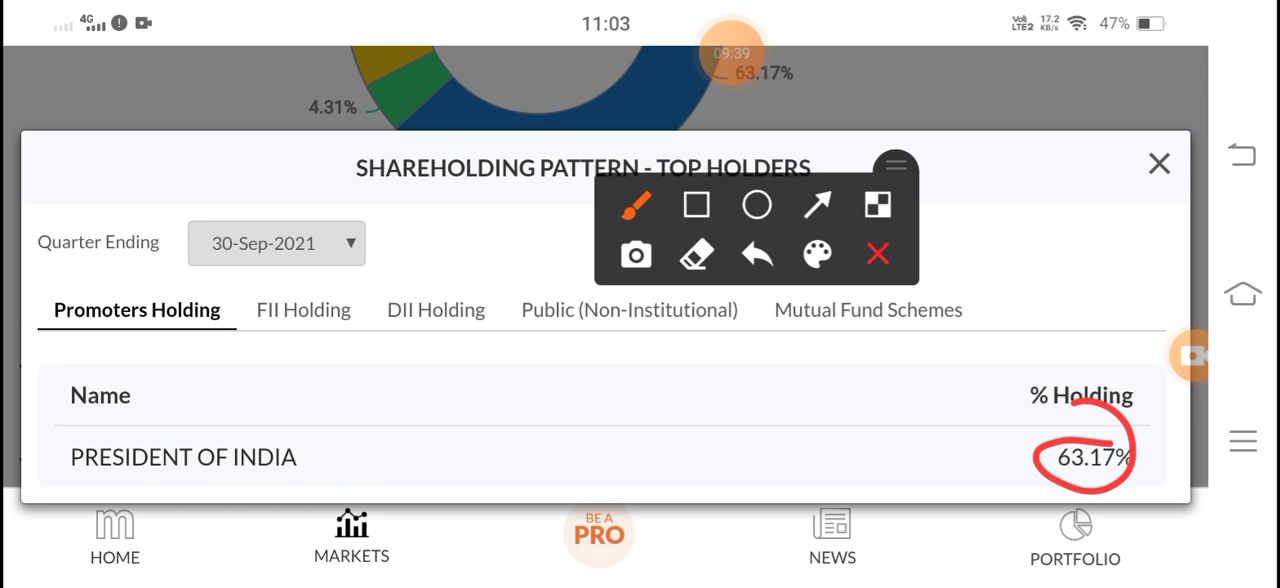 4G
11:03
Vol) LTE2 17.2 KB/s 47%
09:39
63.17%
4.31%
SHAREHOLDING PATTERN - TOP HOLDERS
Quarter Ending 30-Sep-2021 ▼
Promoters Holding FII Holding DII Holding Public (Non-Institutional) Mutual Fund Schemes
Name % Holding
PRESIDENT OF INDIA 63.17%
HOME MARKETS BE A PRO NEWS PORTFOLIO